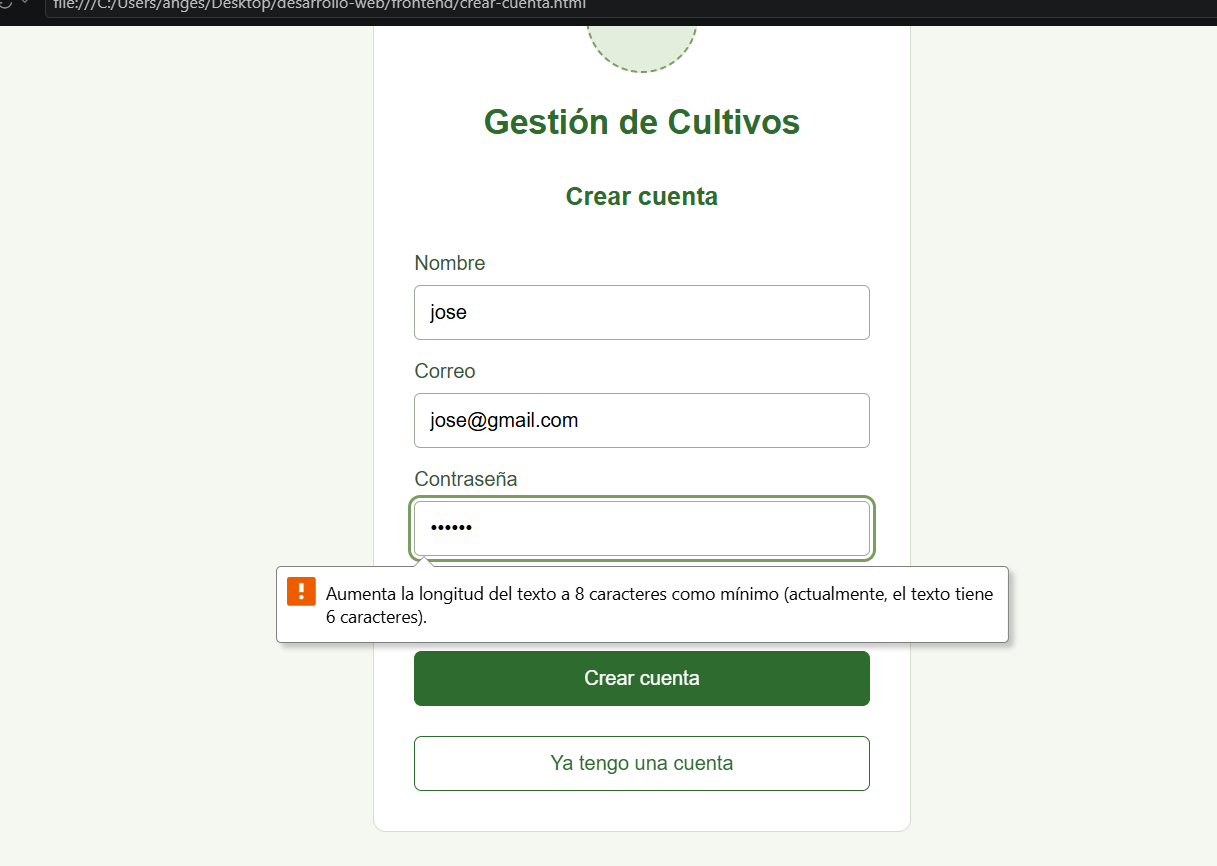 file:///C:/Users/anges/Desktop/desarrollo-web/frontend/crear-cuenta.html
Gestión de Cultivos
Crear cuenta
Nombre
jose
Correo
jose@gmail.com
Contraseña
••••••
Aumenta la longitud del texto a 8 caracteres como mínimo (actualmente, el texto tiene
6 caracteres).
Crear cuenta
Ya tengo una cuenta